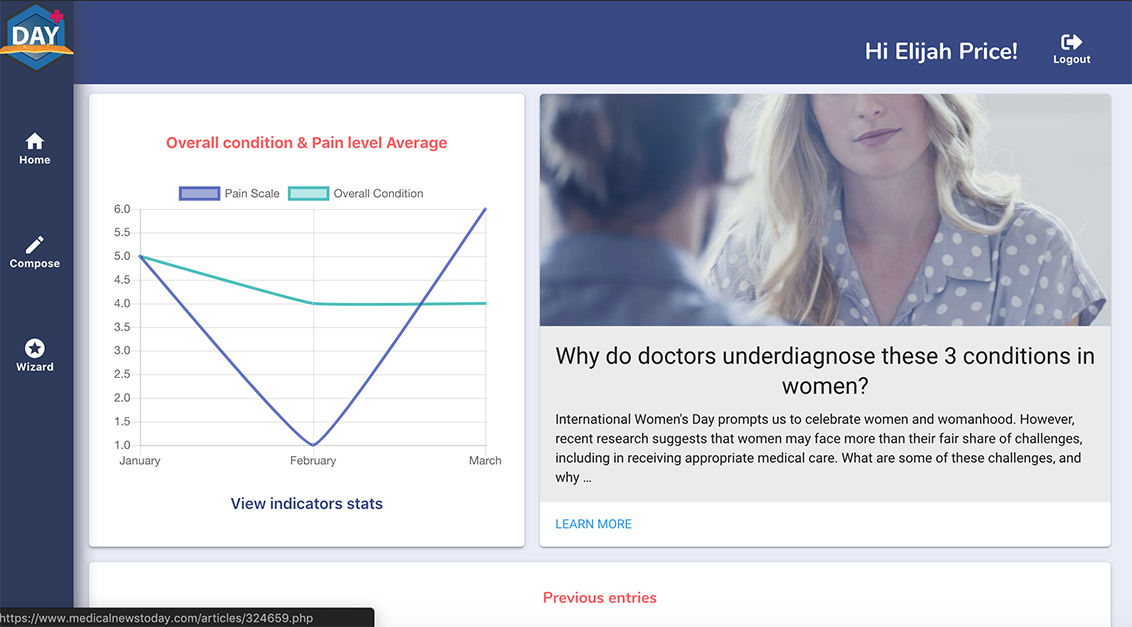 DAY
Hi Elijah Price!
Logout
Home
Compose
Wizard
Overall condition & Pain level Average
Pain Scale
Overall Condition
6.0
5.5
5.0
4.5
4.0
3.5
3.0
2.5
2.0
1.5
1.0
January
February
March
View indicators stats
Why do doctors underdiagnose these 3 conditions in
women?
International Women's Day prompts us to celebrate women and womanhood. However,
recent research suggests that women may face more than their fair share of challenges,
including in receiving appropriate medical care. What are some of these challenges, and
why ...
LEARN MORE
Previous entries
https://www.medicalnewstoday.com/articles/324659.php